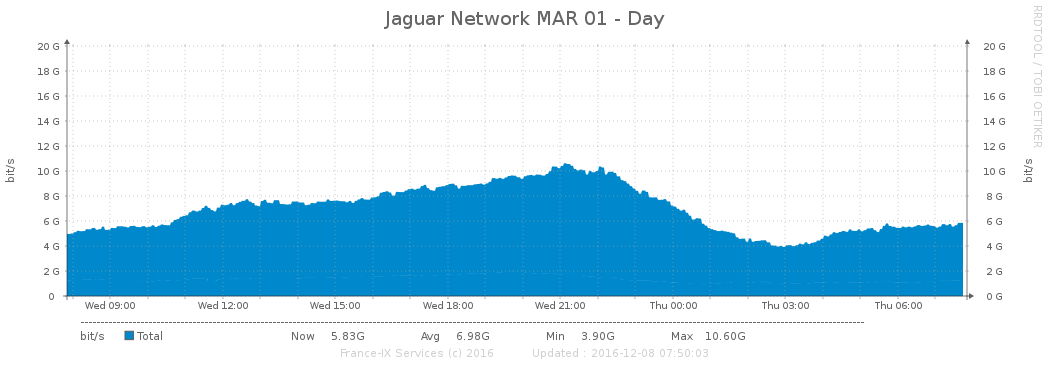 Jaguar Network MAR 01 - Day
RRDTOOL / TOBI OETIKER
bit/s
20 G 20 G
18 G 18 G
16 G 16 G
14 G 14 G
12 G 12 G
10 G 10 G
8 G 8 G
6 G 6 G
4 G 4 G
2 G 2 G
0 0 G
bit/s
Wed 09:00 Wed 12:00 Wed 15:00 Wed 18:00 Wed 21:00 Thu 00:00 Thu 03:00 Thu 06:00
bit/s Total Now 5.83G Avg 6.98G Min 3.90G Max 10.60G
France-IX Services (c) 2016 Updated : 2016-12-08 07:50:03